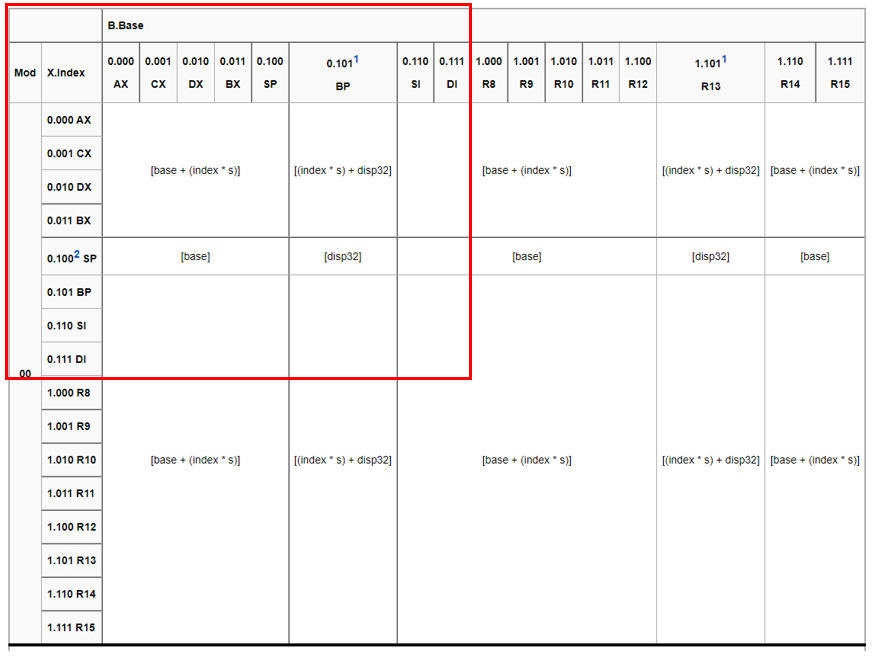 B.Base
Mod X.Index 0.000 AX 0.001 CX 0.010 DX 0.011 BX 0.100 SP 0.101¹ BP 0.110 SI 0.111 DI 1.000 R8 1.001 R9 1.010 R10 1.011 R11 1.100 R12 1.101¹ R13 1.110 R14 1.111 R15
0.000 AX
0.001 CX
[base + (index * s)] [(index * s) + disp32] [base + (index * s)] [(index * s) + disp32] [base + (index * s)]
0.010 DX
0.011 BX
0.100² SP [base] [disp32] [base] [disp32] [base]
0.101 BP
0.110 SI
0.111 DI
00
1.000 R8
1.001 R9
1.010 R10 [base + (index * s)] [(index * s) + disp32] [base + (index * s)] [(index * s) + disp32] [base + (index * s)]
1.011 R11
1.100 R12
1.101 R13
1.110 R14
1.111 R15